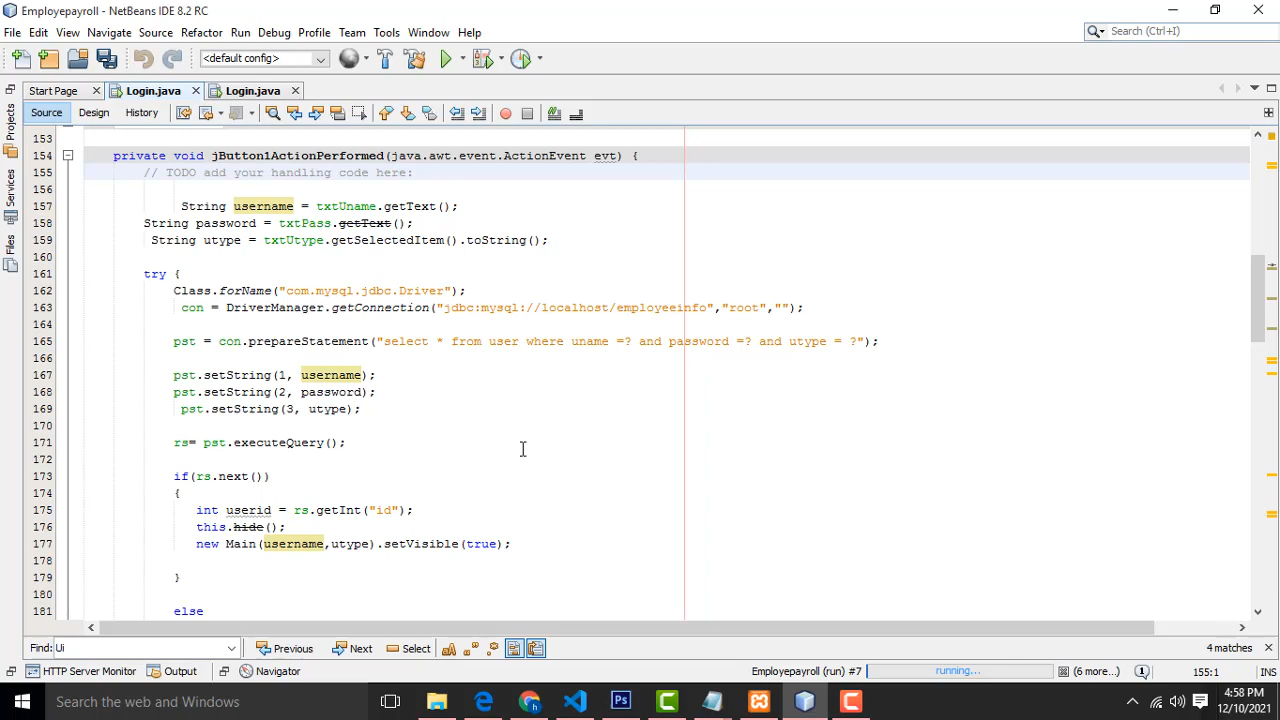 Employepayroll - NetBeans IDE 8.2 RC
File Edit View Navigate Source Refactor Run Debug Profile Team Tools Window Help
Search (Ctrl+I)
<default config>
Start Page Login.java Login.java
Source Design History
Projects
Services
Files
153
154 private void jButton1ActionPerformed(java.awt.event.ActionEvent evt) {
155 // TODO add your handling code here:
156
157 String username = txtUname.getText();
158 String password = txtPass.getText();
159 String utype = txtUtype.getSelectedItem().toString();
160
161 try {
162 Class.forName("com.mysql.jdbc.Driver");
163 con = DriverManager.getConnection("jdbc:mysql://localhost/employeeinfo","root","");
164
165 pst = con.prepareStatement("select * from user where uname =? and password =? and utype = ?");
166
167 pst.setString(1, username);
168 pst.setString(2, password);
169 pst.setString(3, utype);
170
171 rs= pst.executeQuery();
172
173 if(rs.next())
174 {
175 int userid = rs.getInt("id");
176 this.hide();
177 new Main(username,utype).setVisible(true);
178
179 }
180
181 else
Find: Ui Previous Next Select 4 matches
HTTP Server Monitor Output Navigator Employepayroll (run) #7 running... (6 more...) 155:1 INS
Search the web and Windows
4:58 PM
12/10/2021